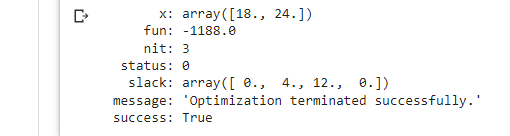 x: array([18., 24.])
fun: -1188.0
nit: 3
status: 0
slack: array([ 0., 4., 12., 0.])
message: 'Optimization terminated successfully.'
success: True